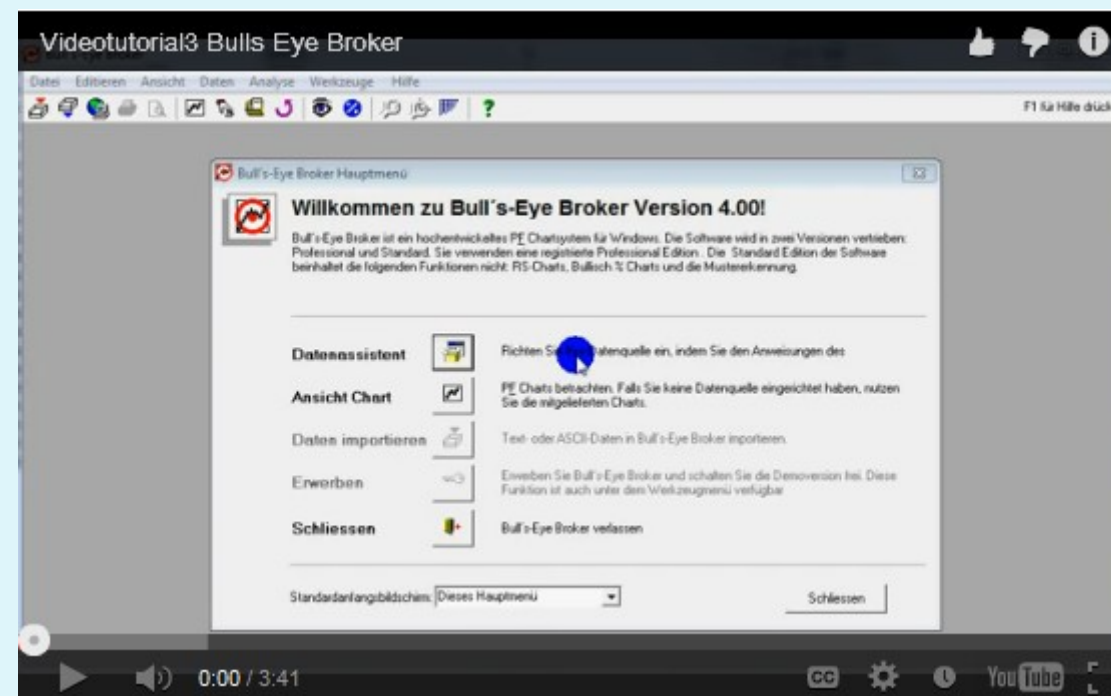 Videotutorial3 Bulls Eye Broker
Datei Editieren Ansicht Daten Analyse Werkzeuge Hilfe
F1 für Hilfe drück
Bull's-Eye Broker Hauptmenü
Willkommen zu Bull´s-Eye Broker Version 4.00!
Bull's-Eye Broker ist ein hochentwickeltes PF Chartsystem für Windows. Die Software wird in zwei Versionen vertrieben:
Professional und Standard. Sie verwenden eine registrierte Professional Edition . Die Standard Edition der Software
beinhaltet die folgenden Funktionen nicht: RS-Charts, Bullisch % Charts und die Mustererkennung.
Datenassistent
Richten Sie Datenquelle ein, indem Sie den Anweisungen des
Ansicht Chart
PF Charts betrachten. Falls Sie keine Datenquelle eingerichtet haben, nutzen
Sie die mitgelieferten Charts.
Daten importieren
Text- oder ASCII-Daten in Bull's-Eye Broker importieren.
Erwerben
Erwerben Sie Bull's-Eye Broker und schalten Sie die Demoversion frei. Diese
Funktion ist auch unter dem Werkzeugmenü verfügbar
Schliessen
Bull's-Eye Broker verlassen
Standardanfangsbildschirm: Dieses Hauptmenü
Schliessen
0:00 / 3:41
CC
YouTube